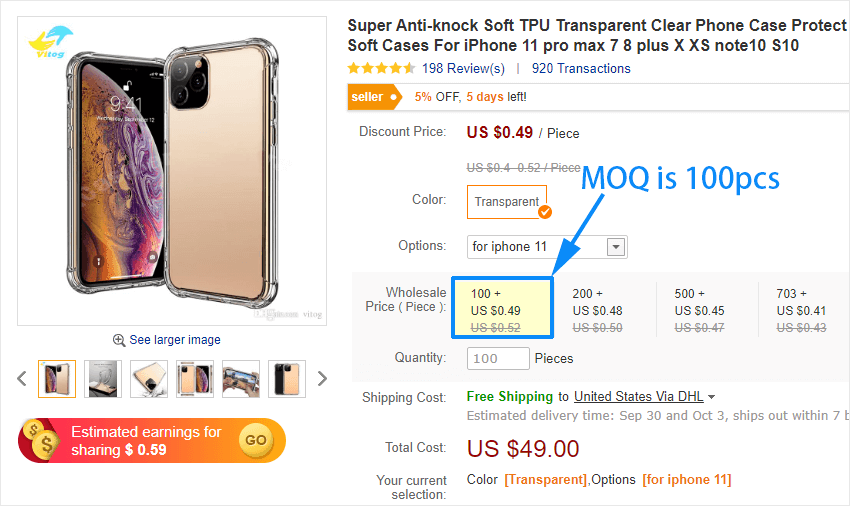 Super Anti-knock Soft TPU Transparent Clear Phone Case Protect
Soft Cases For iPhone 11 pro max 7 8 plus X XS note10 S10
198 Review(s) | 920 Transactions
seller 5% OFF, 5 days left!
Discount Price: US $0.49 / Piece
US $0.4 -0.52 / Piece
MOQ is 100pcs
Color: Transparent
Options: for iphone 11
Wholesale
Price ( Piece ):
100 +
US $0.49
US $0.52
200 +
US $0.48
US $0.50
500 +
US $0.45
US $0.47
703 +
US $0.41
US $0.43
Quantity: 100 Pieces
Shipping Cost: Free Shipping to United States Via DHL
Estimated delivery time: Sep 30 and Oct 3, ships out within 7 b
Total Cost: US $49.00
Your current
selection:
Color [Transparent],Options [for iphone 11]
vitog
9:41
vitog
See larger image
Estimated earnings for
sharing $ 0.59
GO